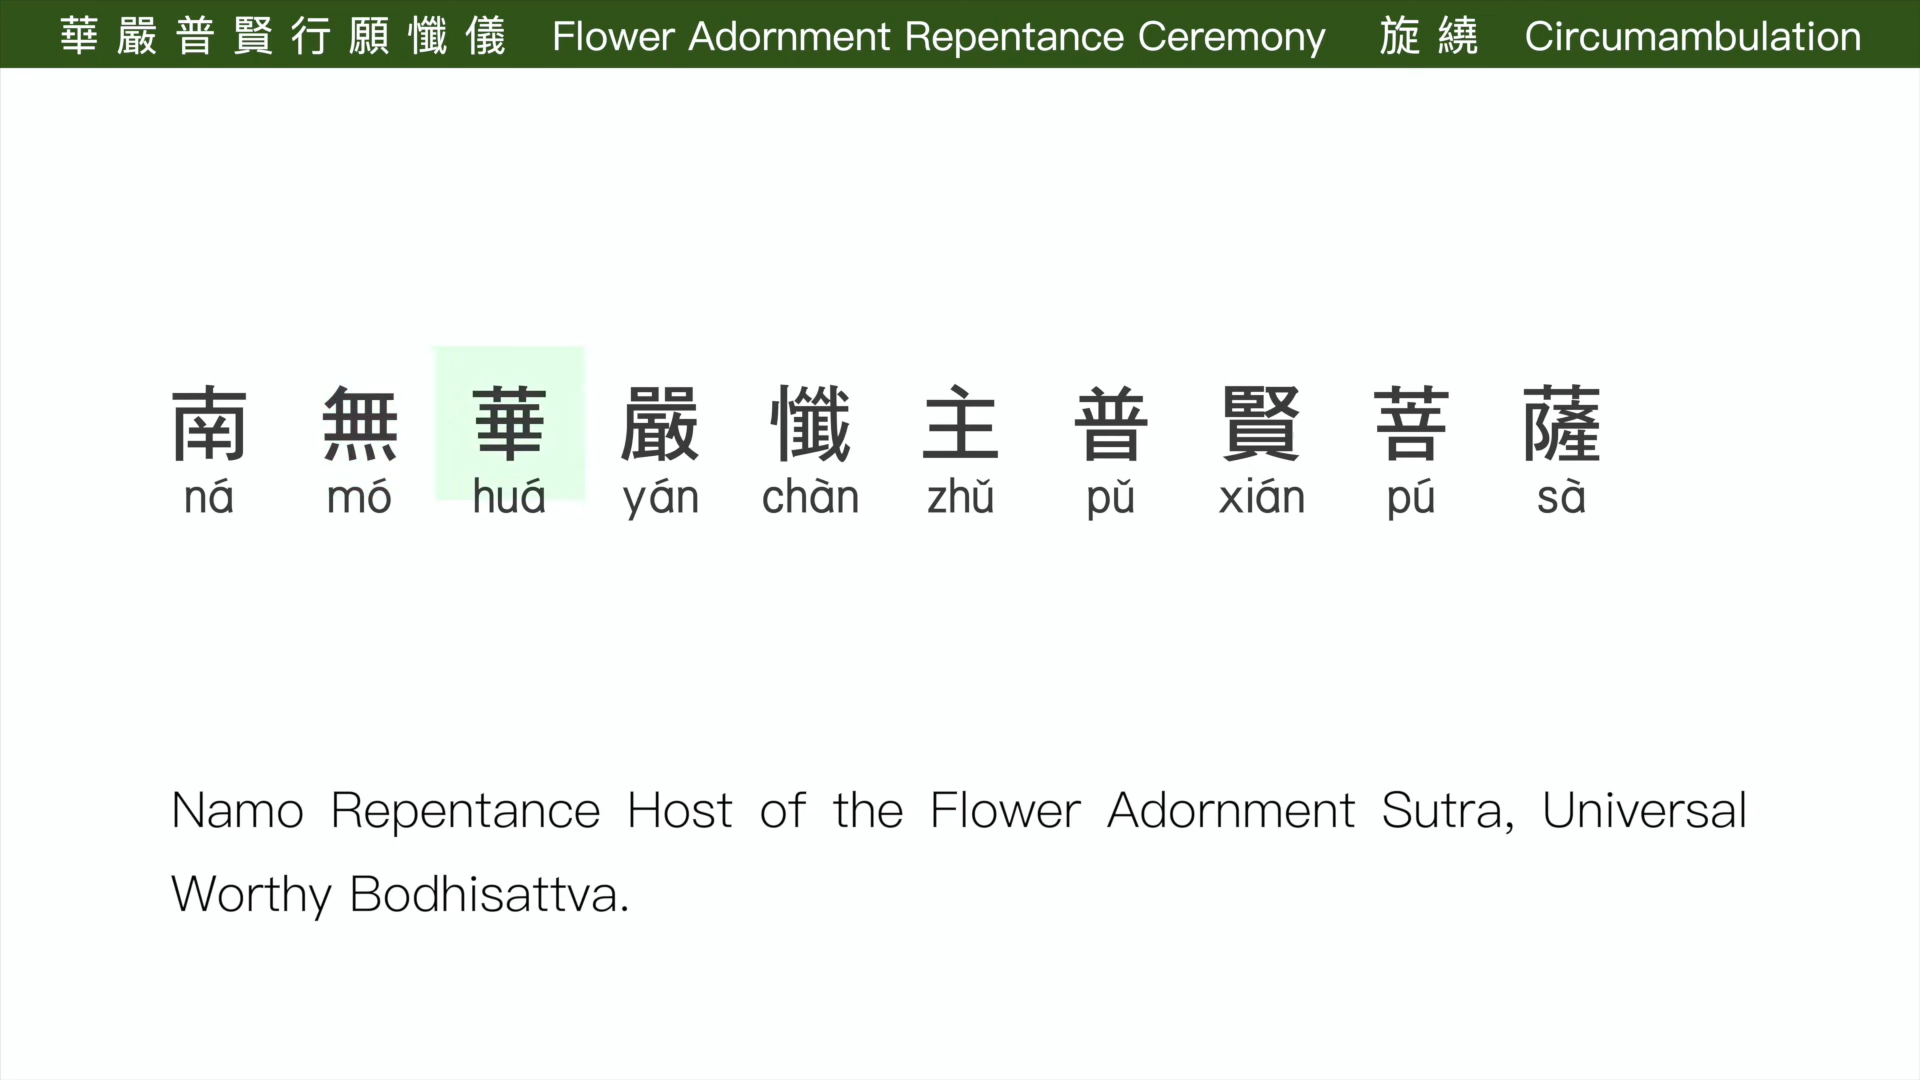 華嚴普賢行願懺儀 Flower Adornment Repentance Ceremony 旋繞 Circumambulation
南無華嚴懺主普賢菩薩
ná mó huá yán chàn zhǔ pǔ xián pú sà
Namo Repentance Host of the Flower Adornment Sutra, Universal
Worthy Bodhisattva.